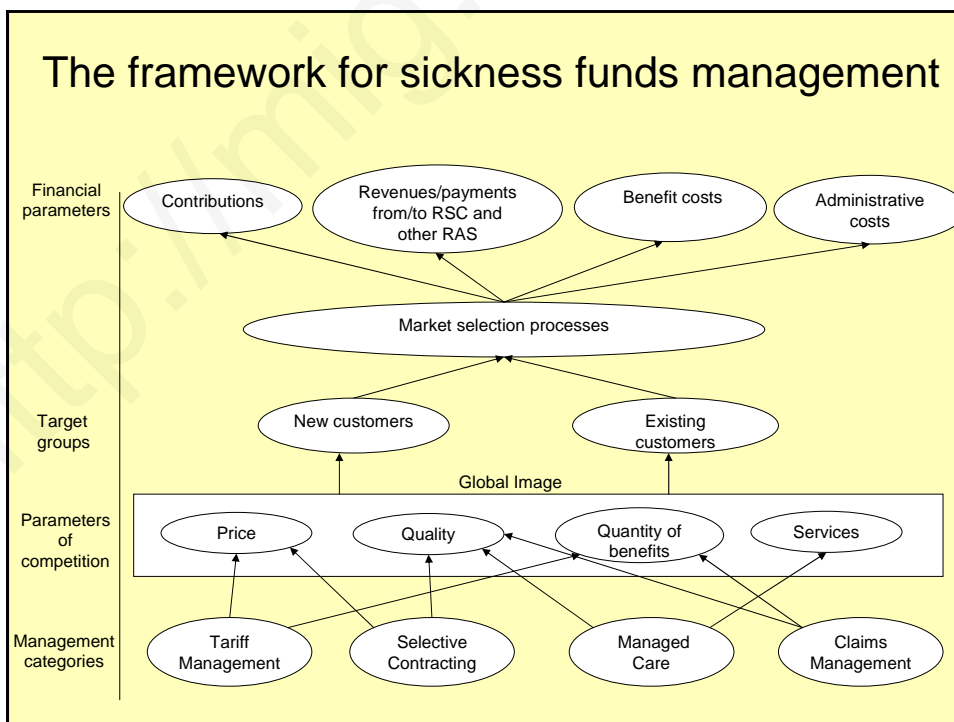 The framework for sickness funds management
Financial
parameters
Contributions
Revenues/payments
from/to RSC and
other RAS
Benefit costs
Administrative
costs
Market selection processes
Target
groups
New customers
Existing
customers
Global Image
Parameters
of
competition
Price
Quality
Quantity of
benefits
Services
Management
categories
Tariff
Management
Selective
Contracting
Managed
Care
Claims
Management